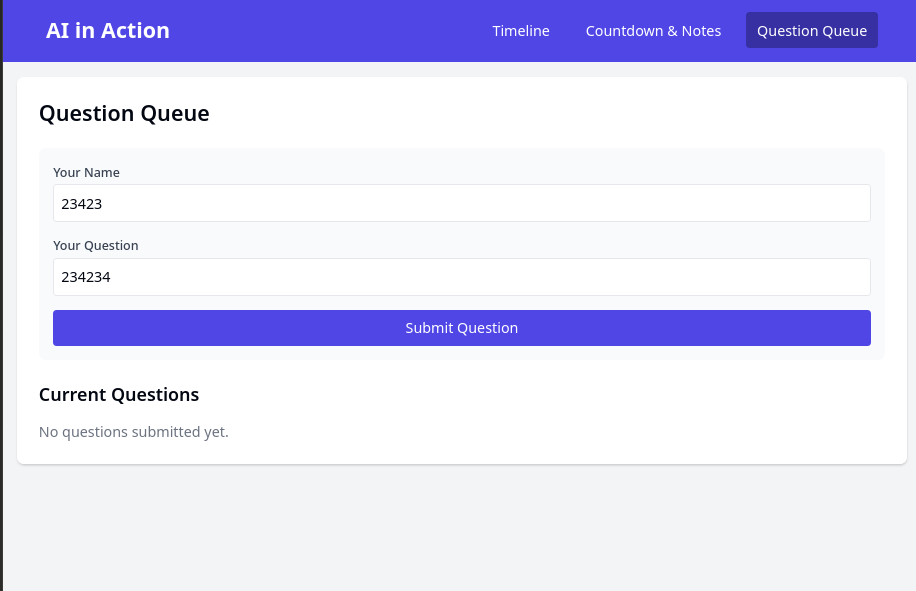 AI in Action
Timeline
Countdown & Notes
Question Queue
Question Queue
Your Name
23423
Your Question
234234
Submit Question
Current Questions
No questions submitted yet.